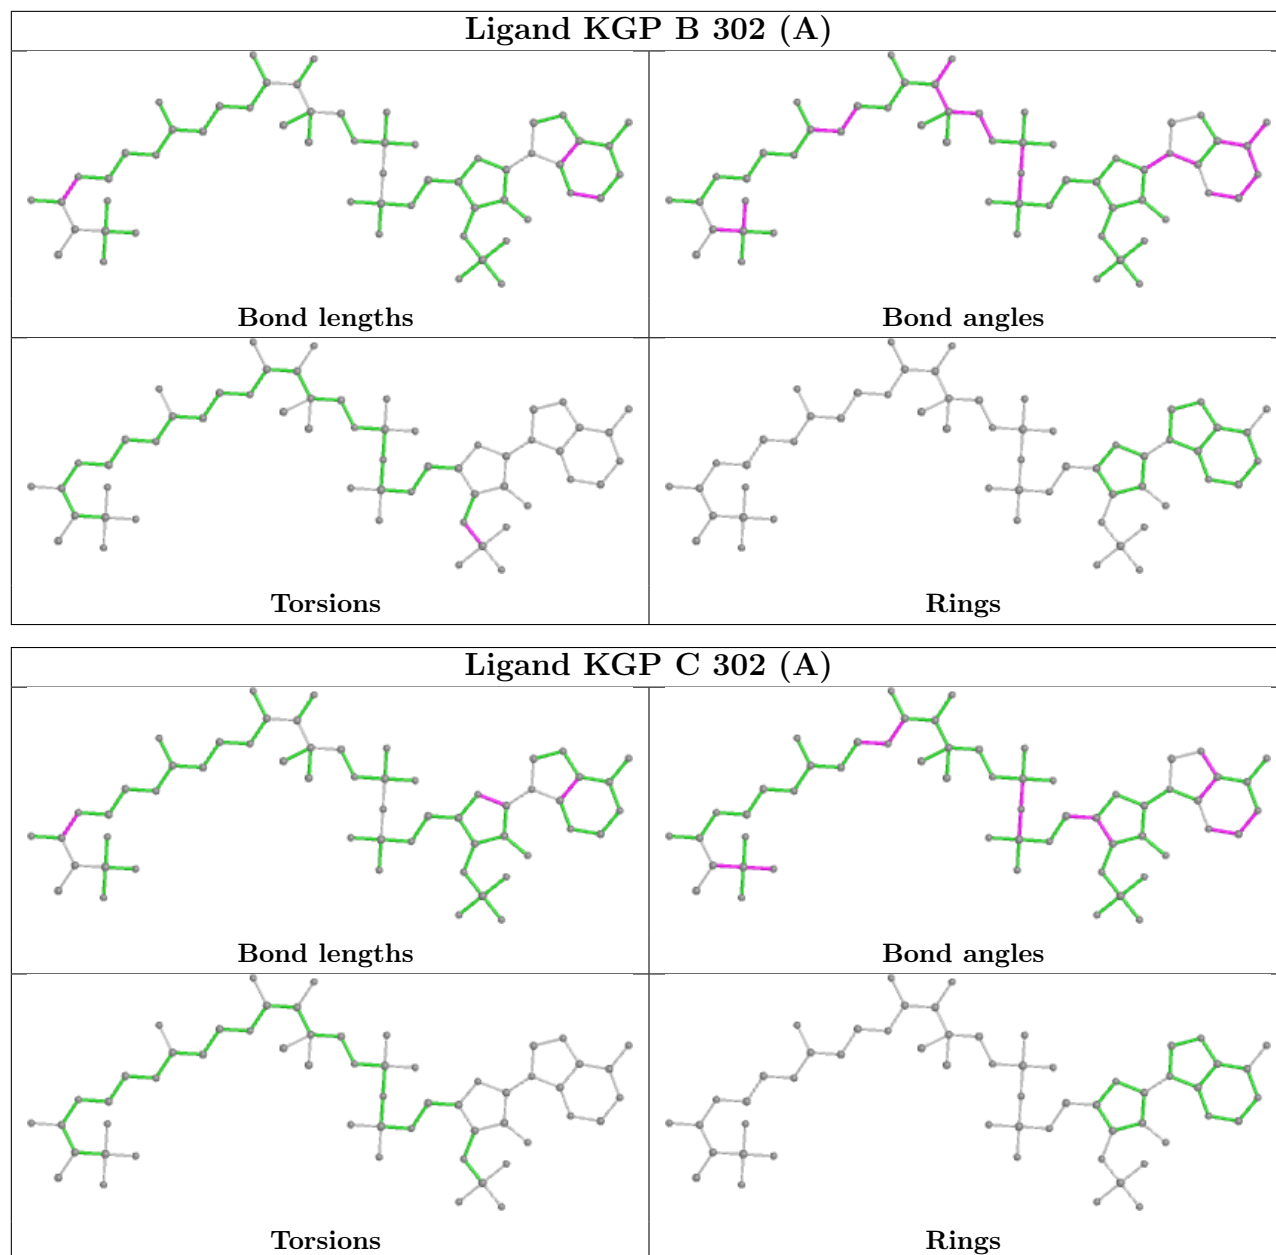 Ligand KGP B 302 (A)
Bond lengths
Bond angles
Torsions
Rings
Ligand KGP C 302 (A)
Bond lengths
Bond angles
Torsions
Rings